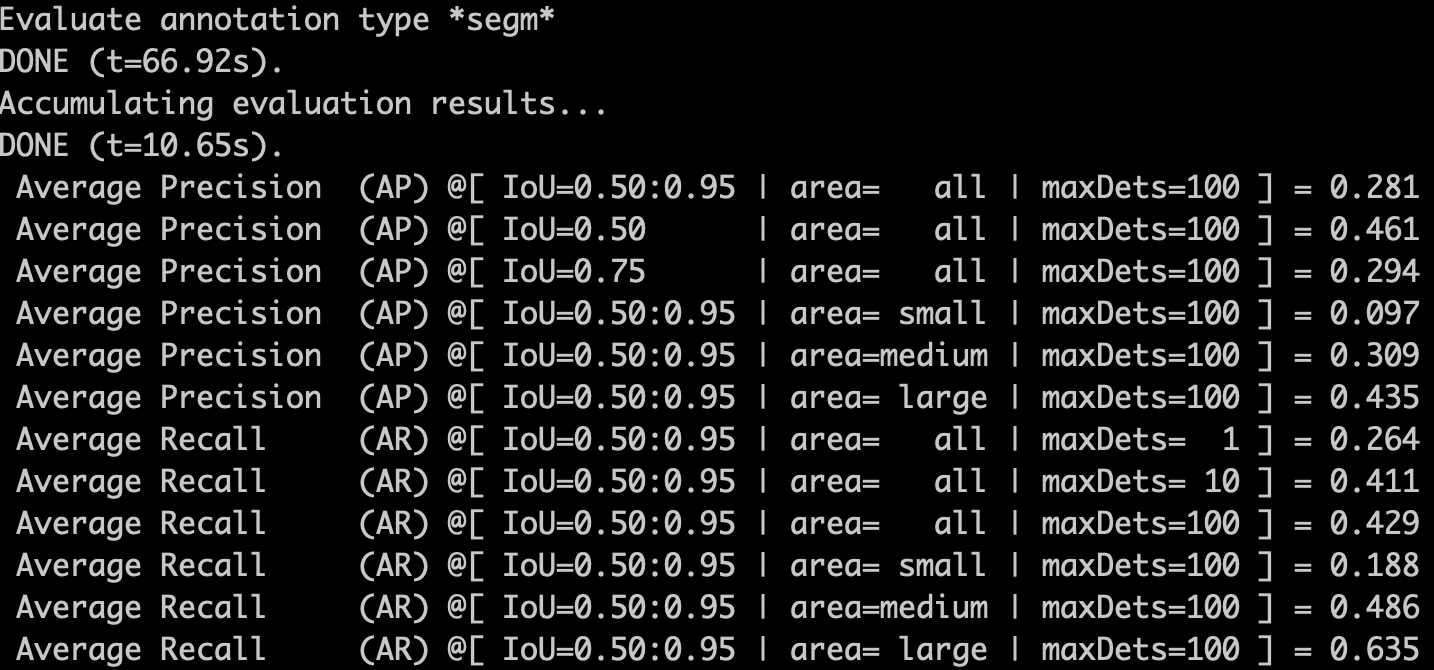 Evaluate annotation type *segm*
DONE (t=66.92s).
Accumulating evaluation results...
DONE (t=10.65s).
 Average Precision  (AP) @[ IoU=0.50:0.95 | area=   all | maxDets=100 ] = 0.281
 Average Precision  (AP) @[ IoU=0.50      | area=   all | maxDets=100 ] = 0.461
 Average Precision  (AP) @[ IoU=0.75      | area=   all | maxDets=100 ] = 0.294
 Average Precision  (AP) @[ IoU=0.50:0.95 | area= small | maxDets=100 ] = 0.097
 Average Precision  (AP) @[ IoU=0.50:0.95 | area=medium | maxDets=100 ] = 0.309
 Average Precision  (AP) @[ IoU=0.50:0.95 | area= large | maxDets=100 ] = 0.435
 Average Recall     (AR) @[ IoU=0.50:0.95 | area=   all | maxDets=  1 ] = 0.264
 Average Recall     (AR) @[ IoU=0.50:0.95 | area=   all | maxDets= 10 ] = 0.411
 Average Recall     (AR) @[ IoU=0.50:0.95 | area=   all | maxDets=100 ] = 0.429
 Average Recall     (AR) @[ IoU=0.50:0.95 | area= small | maxDets=100 ] = 0.188
 Average Recall     (AR) @[ IoU=0.50:0.95 | area=medium | maxDets=100 ] = 0.486
 Average Recall     (AR) @[ IoU=0.50:0.95 | area= large | maxDets=100 ] = 0.635